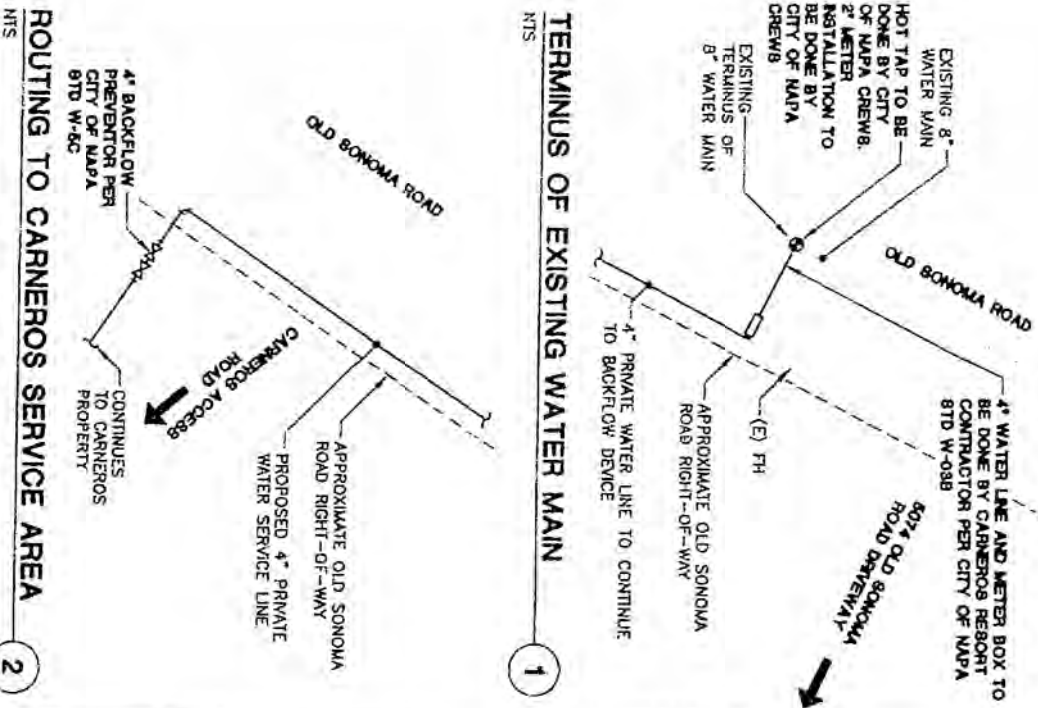 4" WATER LINE AND METER BOX TO
BE DONE BY CARNEROS RESORT
CONTRACTOR PER CITY OF NAPA
STD W-03B
EXISTING 8"
WATER MAIN
HOT TAP TO BE
DONE BY CITY
OF NAPA CREWS.
2" METER
INSTALLATION TO
BE DONE BY
CITY OF NAPA
CREWS
EXISTING
TERMINUS OF
8" WATER MAIN
OLD SONOMA ROAD
(E) FH
5074 OLD SONOMA
ROAD DRIVEWAY
APPROXIMATE OLD SONOMA
ROAD RIGHT-OF-WAY
4" PRIVATE WATER LINE TO CONTINUE
TO BACKFLOW DEVICE
TERMINUS OF EXISTING WATER MAIN
NTS
1
OLD SONOMA ROAD
4" BACKFLOW
PREVENTOR PER
CITY OF NAPA
STD W-5C
CARNEROS ACCESS
ROAD
APPROXIMATE OLD SONOMA
ROAD RIGHT-OF-WAY
PROPOSED 4" PRIVATE
WATER SERVICE LINE
CONTINUES
TO CARNEROS
PROPERTY
ROUTING TO CARNEROS SERVICE AREA
NTS
2